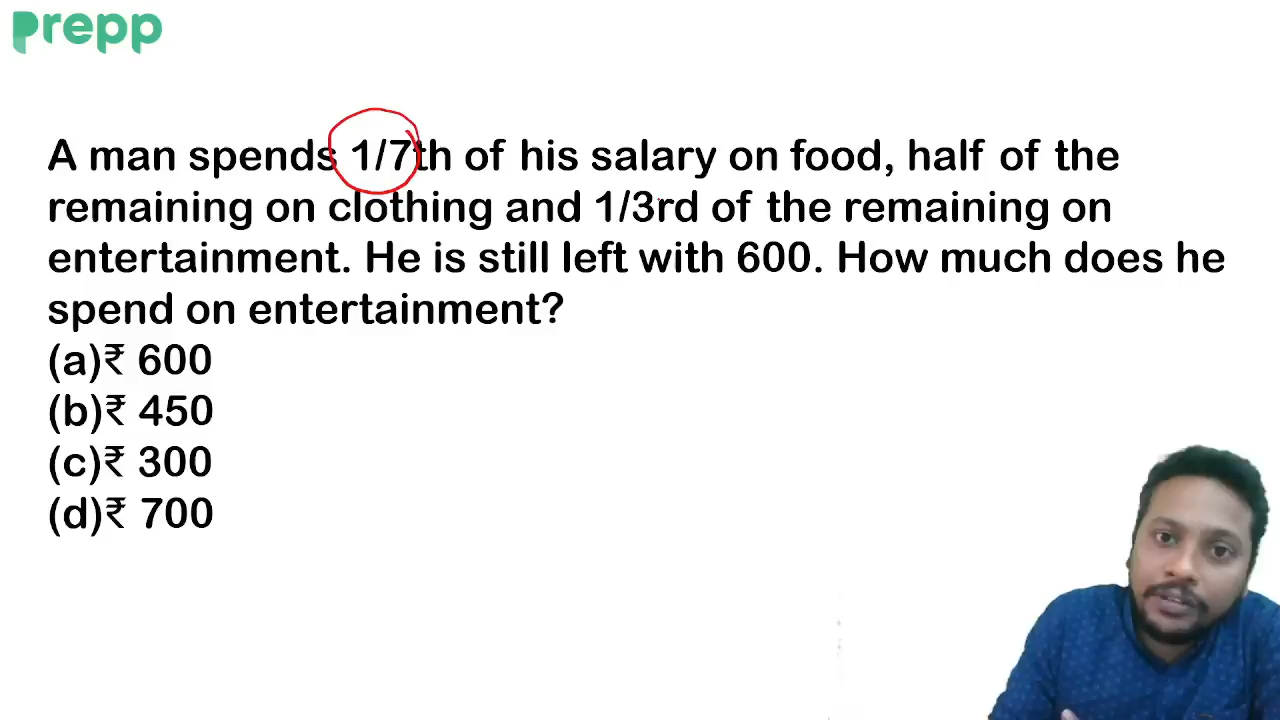 Prepp
A man spends 1/7th of his salary on food, half of the
remaining on clothing and 1/3rd of the remaining on
entertainment. He is still left with 600. How much does he
spend on entertainment?
(a)₹ 600
(b)₹ 450
(c)₹ 300
(d)₹ 700